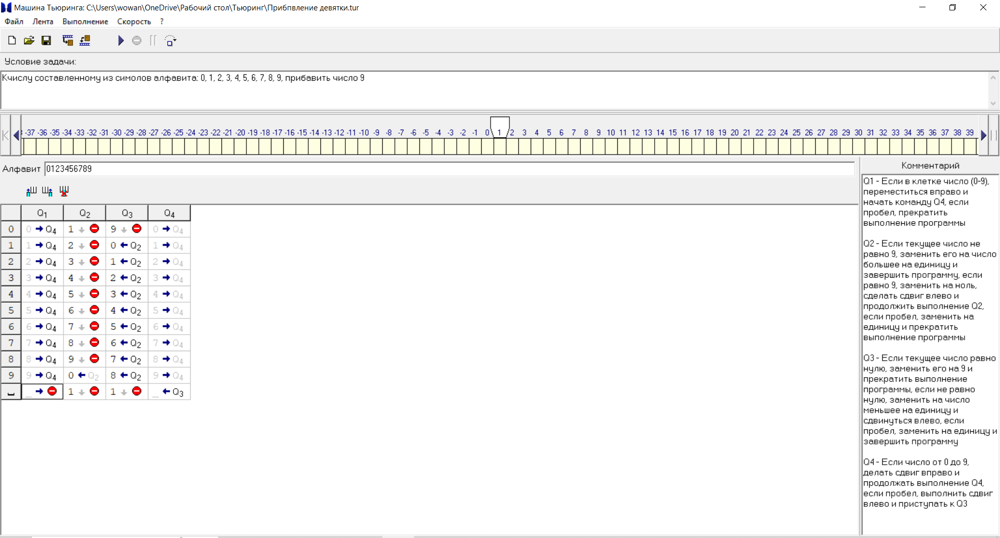 Машина Тьюринга: C:\Users\wowan\OneDrive\Рабочий стол\Тьюринг\Прибпвление девятки.tur
Файл Лента Выполнение Скорость ?
Условие задачи:
Кчислу составленному из симолов алфавита: 0, 1, 2, 3, 4, 5, 6, 7, 8, 9, прибавить число 9
-37 -36 -35 -34 -33 -32 -31 -30 -29 -28 -27 -26 -25 -24 -23 -22 -21 -20 -19 -18 -17 -16 -15 -14 -13 -12 -11 -10 -9 -8 -7 -6 -5 -4 -3 -2 -1 0 1 2 3 4 5 6 7 8 9 10 11 12 13 14 15 16 17 18 19 20 21 22 23 24 25 26 27 28 29 30 31 32 33 34 35 36 37 38 39
Алфавит 0123456789
Q1 Q2 Q3 Q4
0 0 → Q4 1 ↓ 9 ↓ 0 → Q4
1 1 → Q4 2 ↓ 0 ← Q2 1 → Q4
2 2 → Q4 3 ↓ 1 ← Q2 2 → Q4
3 3 → Q4 4 ↓ 2 ← Q2 3 → Q4
4 4 → Q4 5 ↓ 3 ← Q2 4 → Q4
5 5 → Q4 6 ↓ 4 ← Q2 5 → Q4
6 6 → Q4 7 ↓ 5 ← Q2 6 → Q4
7 7 → Q4 8 ↓ 6 ← Q2 7 → Q4
8 8 → Q4 9 ↓ 7 ← Q2 8 → Q4
9 9 → Q4 0 ← Q2 8 ← Q2 9 → Q4
␣ _ → 1 ↓ 1 ↓ _ ← Q3
Комментарий
Q1 - Если в клетке число (0-9),
переместиться вправо и
начать команду Q4, если
пробел, прекратить
выполнение программы
Q2 - Если текущее число не
равно 9, заменить его на число
большее на единицу и
завершить программу, если
равно 9, заменить на ноль,
сделать сдвиг влево и
продолжить выполнение Q2,
если пробел, заменить на
единицу и прекратить
выполнение программы
Q3 - Если текущее число равно
нулю, заменить его на 9 и
прекратить выполнение
программы, если не равно
нулю, заменить на число
меньшее на единицу и
сдвинуться влево, если
пробел, заменить на единицу и
завершить программу
Q4 - Если число от 0 до 9,
делать сдвиг вправо и
продолжать выполнение Q4,
если пробел, выполнить сдвиг
влево и приступать к Q3